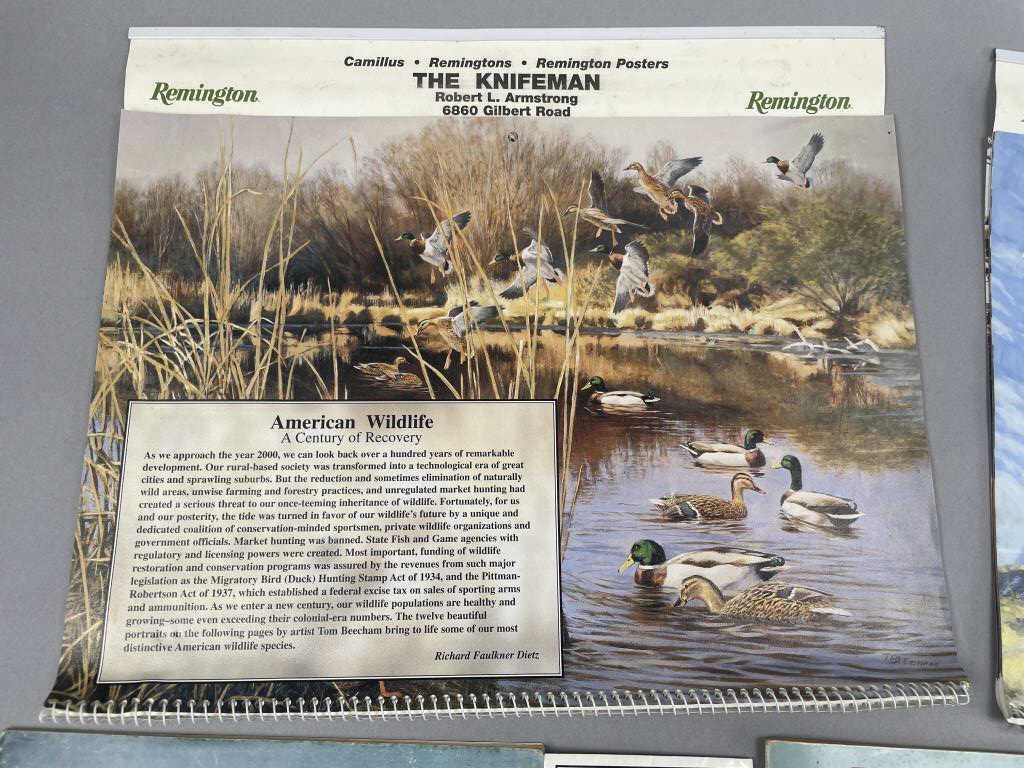 Camillus • Remingtons • Remington Posters
THE KNIFEMAN
Remington
Robert L. Armstrong
Remington
6860 Gilbert Road
American Wildlife
A Century of Recovery
As we approach the year 2000, we can look back over a hundred years of remarkable
development. Our rural-based society was transformed into a technological era of great
cities and sprawling suburbs. But the reduction and sometimes elimination of naturally
wild areas, unwise farming and forestry practices, and unregulated market hunting had
created a serious threat to our once-teeming inheritance of wildlife. Fortunately, for us
and our posterity, the tide was turned in favor of our wildlife's future by a unique and
dedicated coalition of conservation-minded sportsmen, private wildlife organizations and
government officials. Market hunting was banned. State Fish and Game agencies with
regulatory and licensing powers were created. Most important, funding of wildlife
restoration and conservation programs was assured by the revenues from such major
legislation as the Migratory Bird (Duck) Hunting Stamp Act of 1934, and the Pittman-
Robertson Act of 1937, which established a federal excise tax on sales of sporting arms
and ammunition. As we enter a new century, our wildlife populations are healthy and
growing–some even exceeding their colonial-era numbers. The twelve beautiful
portraits on the following pages by artist Tom Beecham bring to life some of our most
distinctive American wildlife species.
Richard Faulkner Dietz